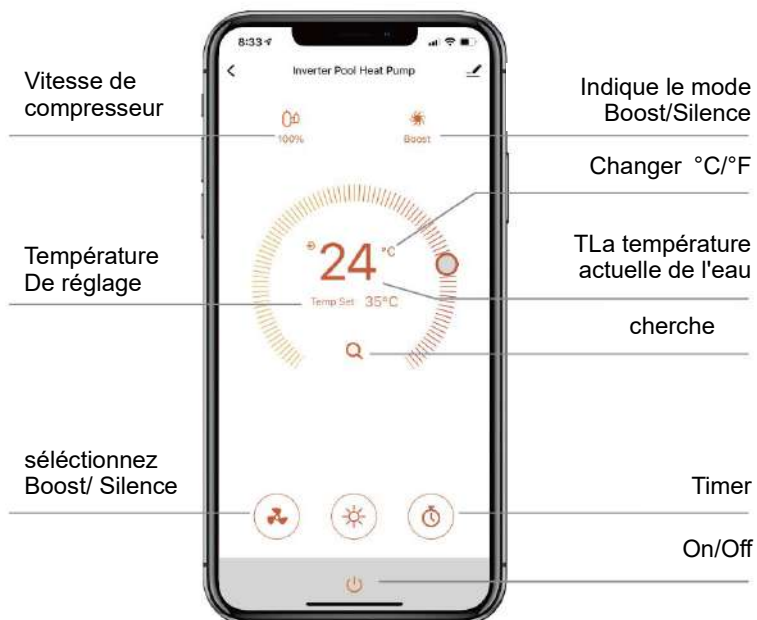 8:33
Inverter Pool Heat Pump
Vitesse de
compresseur
Indique le mode
Boost/Silence
100%
Boost
Changer °C/°F
24 °C
Température
De réglage
TLa température
actuelle de l'eau
Temp Set 35°C
cherche
séléctionnez
Boost/ Silence
Timer
On/Off